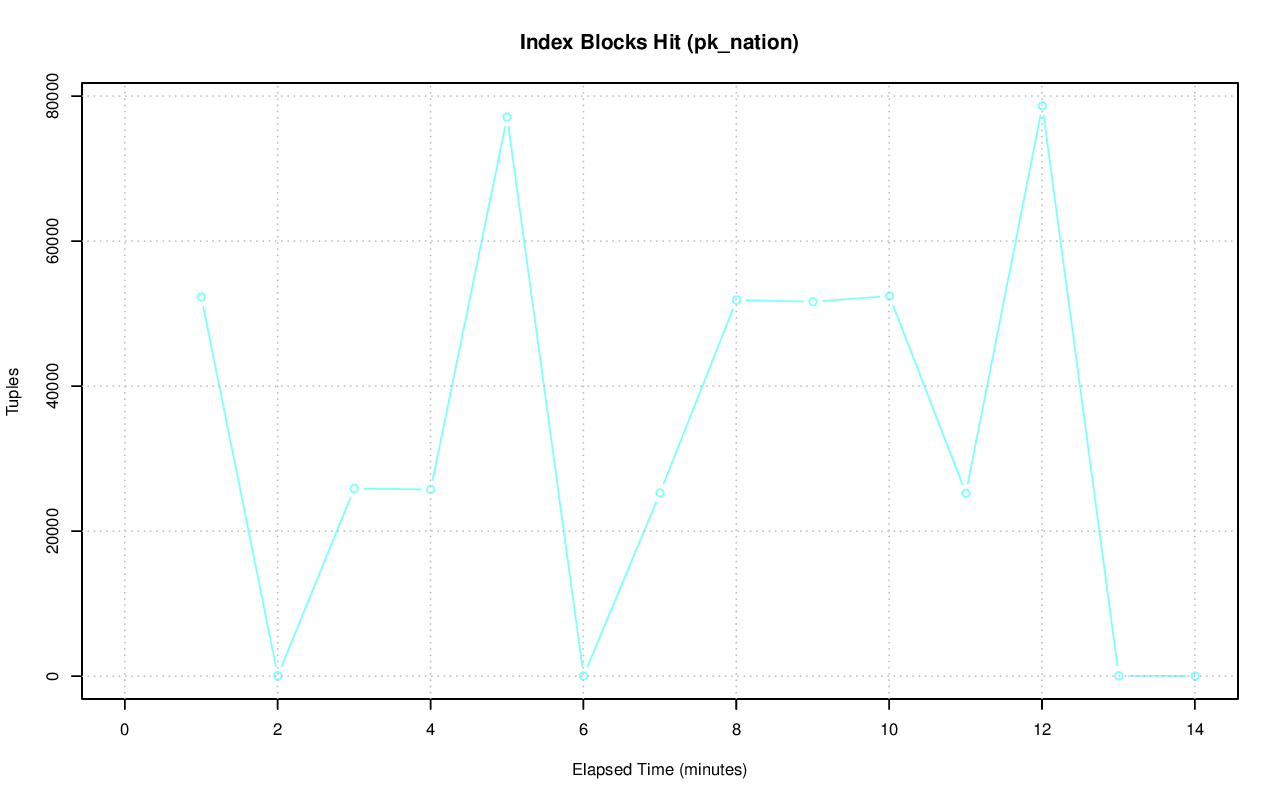 Index Blocks Hit (pk_nation)
80000
60000
40000
20000
0
Tuples
0 2 4 6 8 10 12 14
Elapsed Time (minutes)